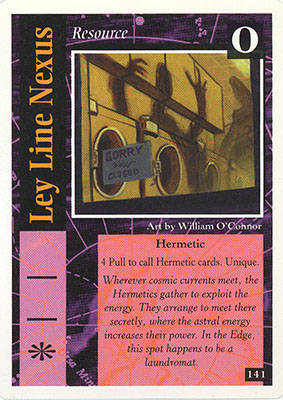 Ley Line Nexus
Resource
O
SORRY
CLOSED
Art by William O'Connor
Hermetic
4 Pull to call Hermetic cards. Unique.
Wherever cosmic currents meet, the
Hermetics gather to exploit the
energy. They arrange to meet there
secretly, where the astral energy
increases their power. In the Edge,
this spot happens to be a
laundromat.
141